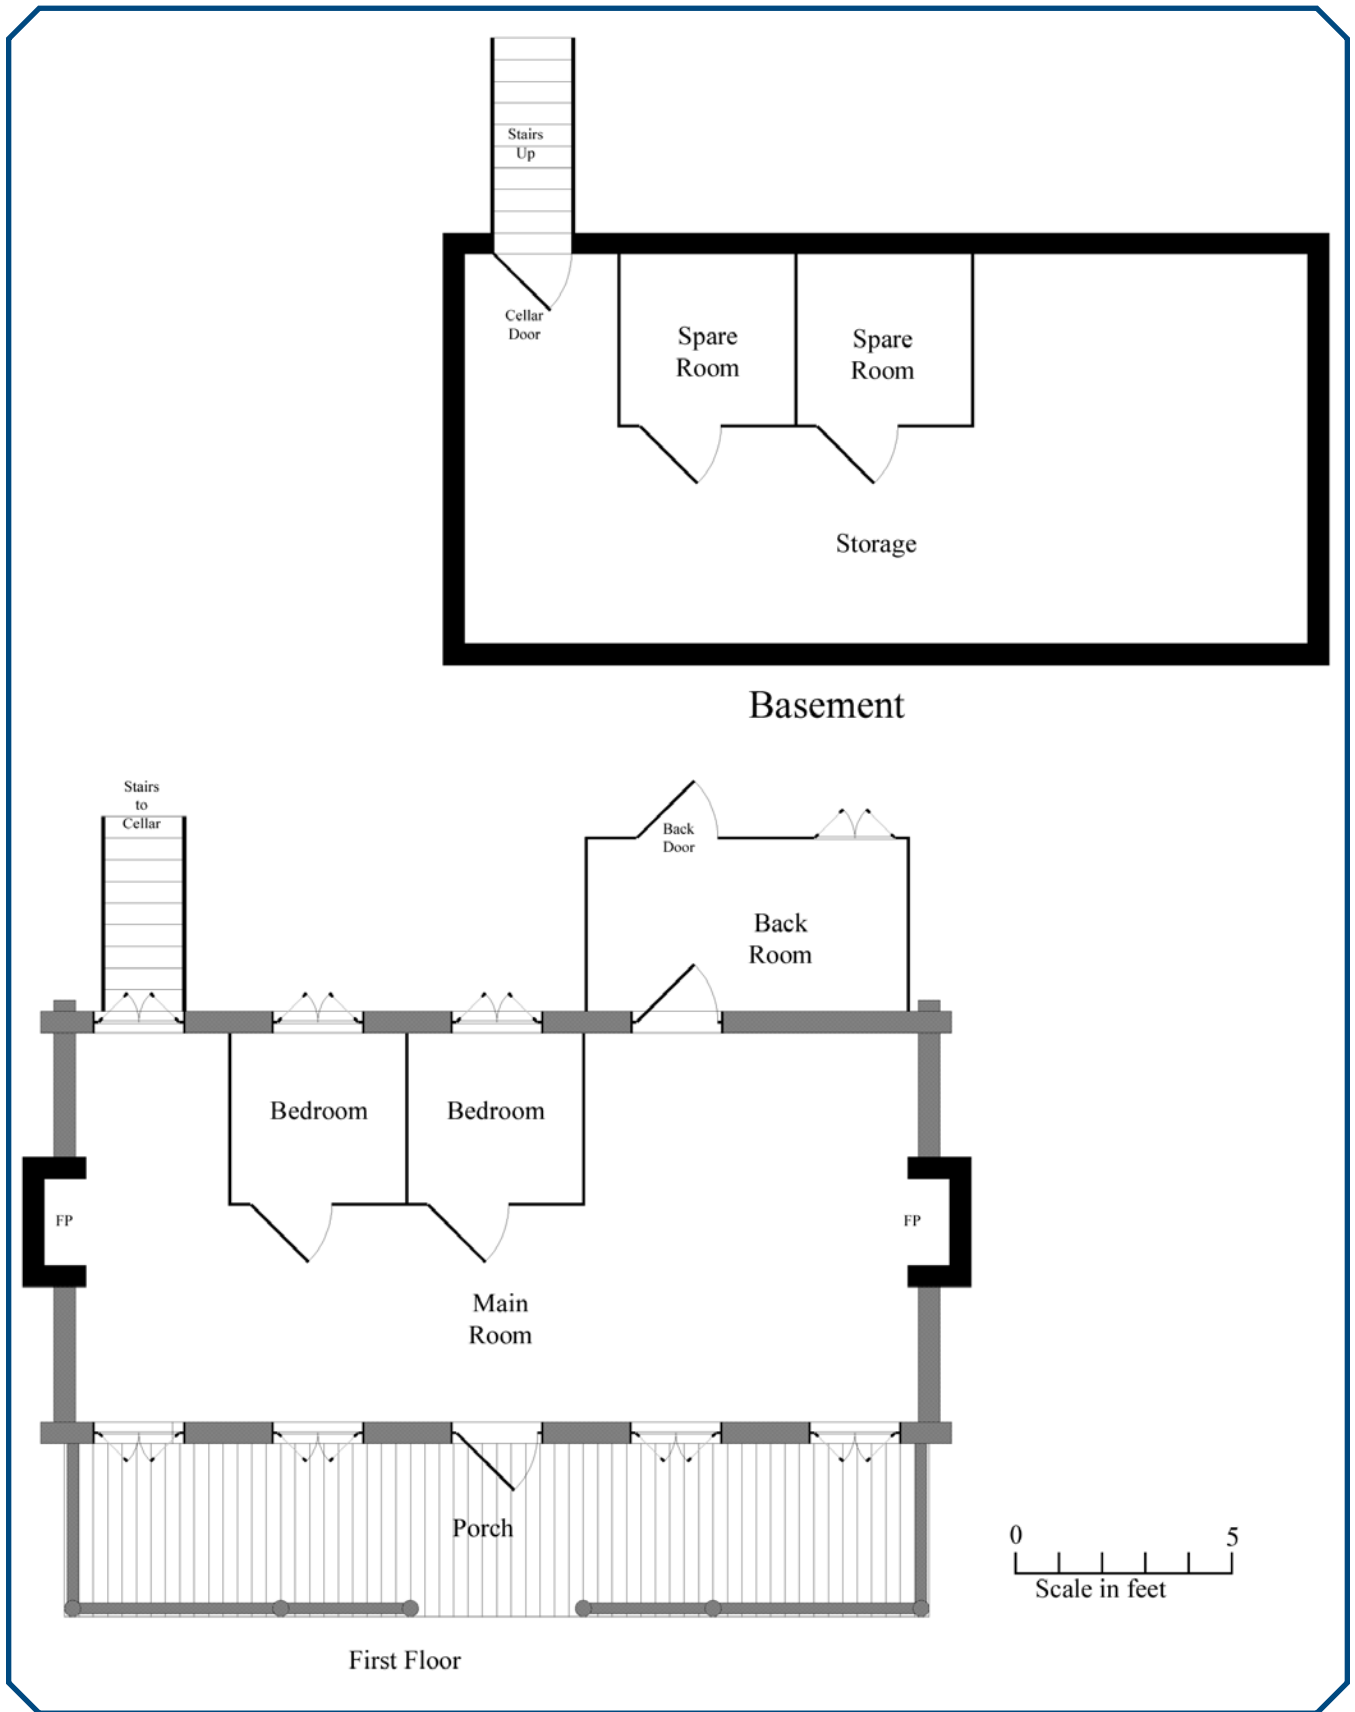 Stairs
Up
Cellar
Door
Spare
Room
Spare
Room
Storage
Basement
Stairs
to
Cellar
Back
Door
Back
Room
Bedroom
Bedroom
FP
FP
Main
Room
Porch
0 5
Scale in feet
First Floor